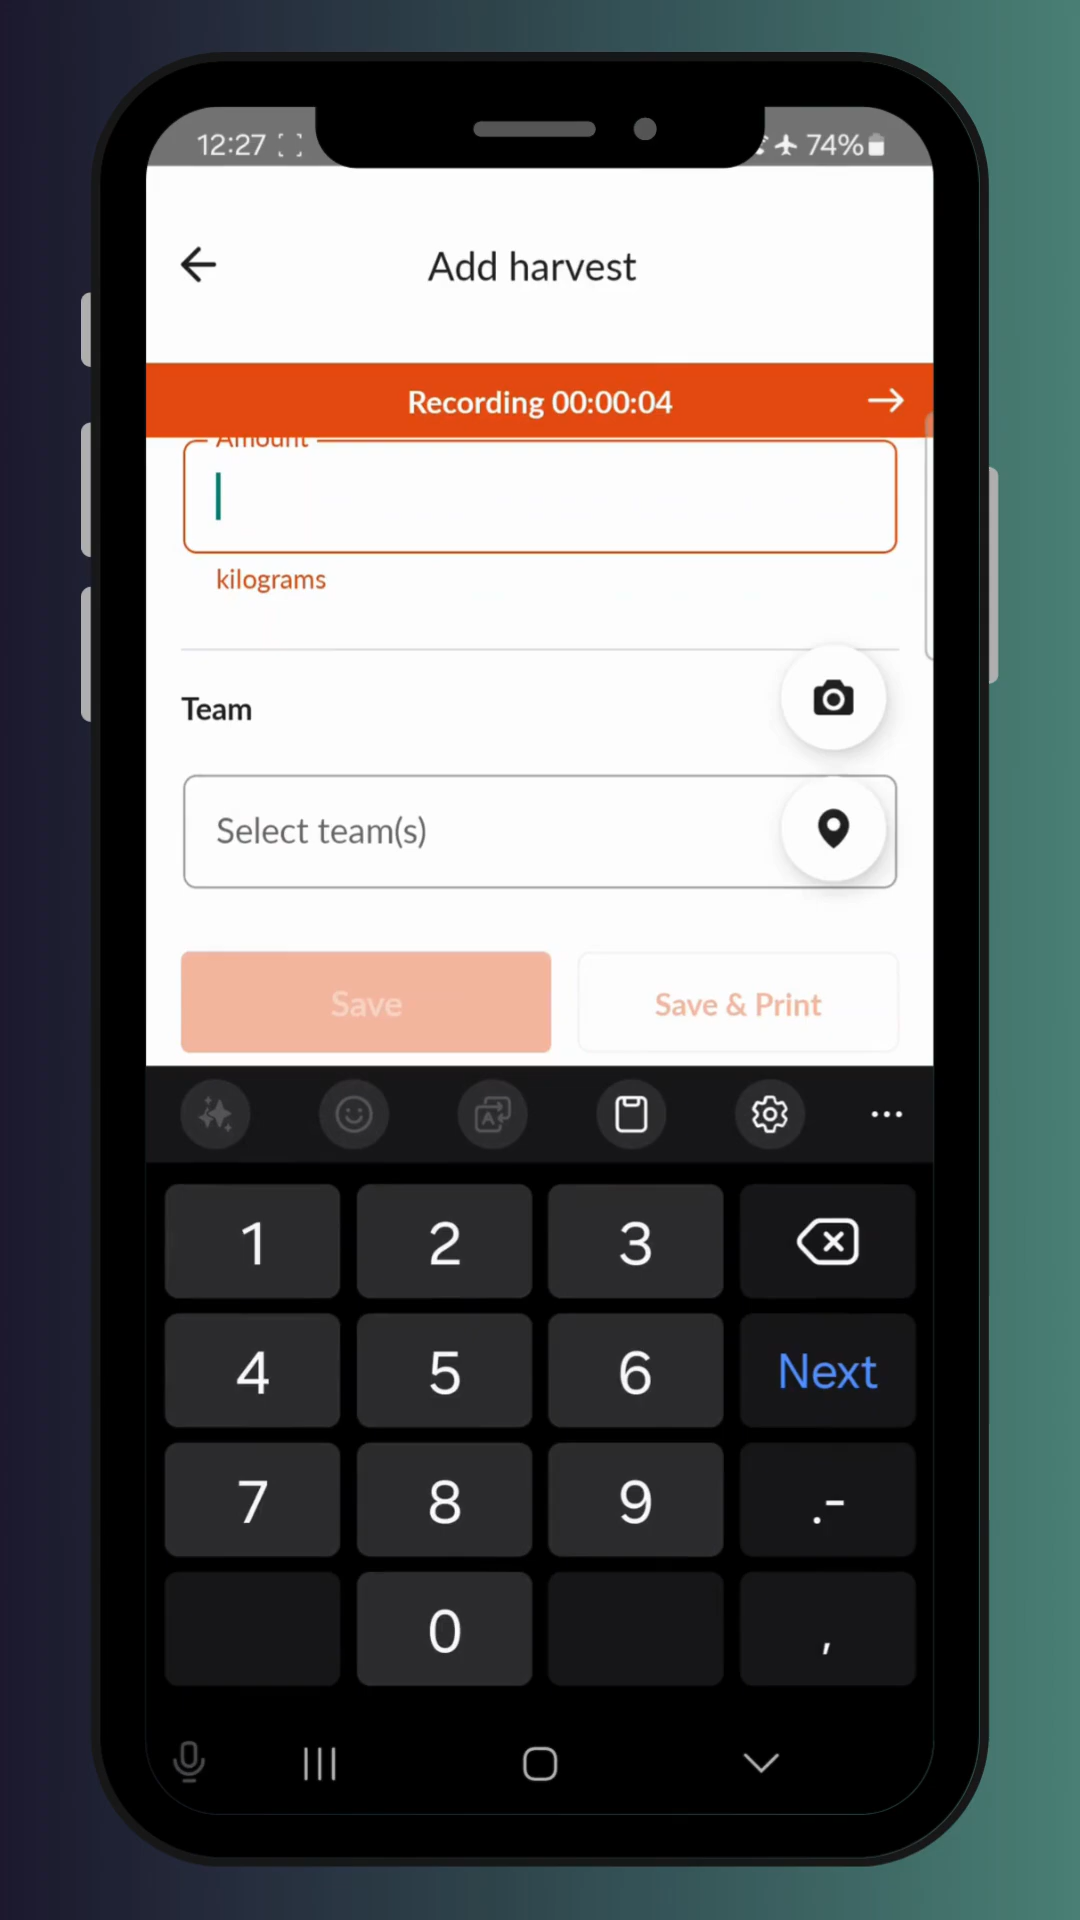 12:27
74%
Add harvest
Recording 00:00:04
Amount
kilograms
Team
Select team(s)
Save
Save & Print
1 2 3
4 5 6 Next
7 8 9 .-
0 ,